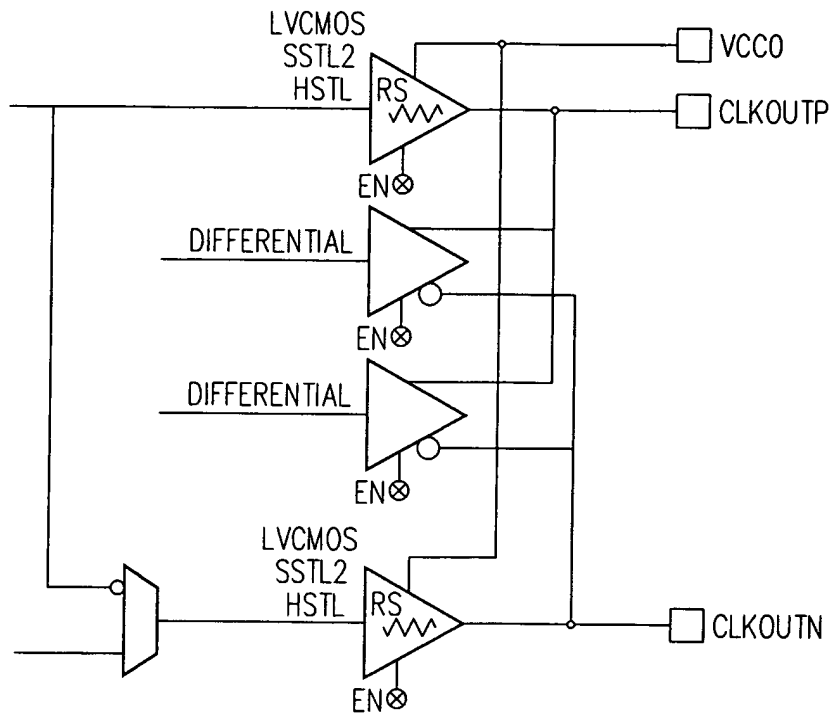 LVCMOS
SSTL2
HSTL
RS
EN
VCCO
CLKOUTP
DIFFERENTIAL
EN
DIFFERENTIAL
EN
LVCMOS
SSTL2
HSTL
RS
EN
CLKOUTN